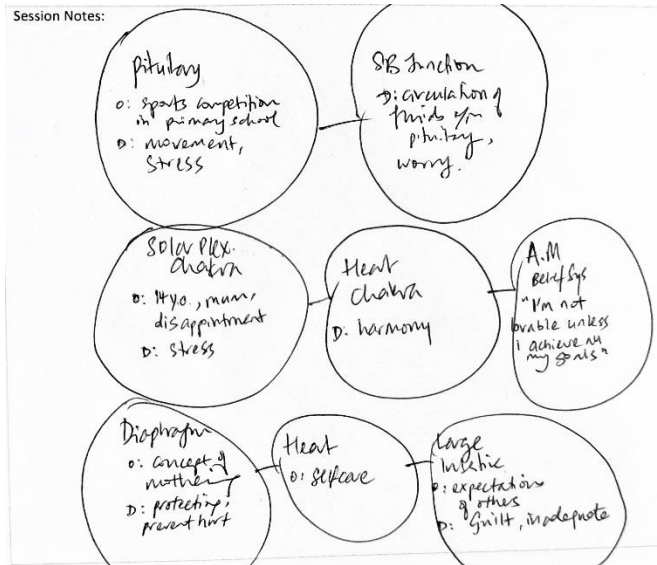 Session Notes:
Pituitary
O: sports competition
in primary school
D: movement,
stress
SB Junction
D: circulation of
fluids o/in
pituitary,
worry.
Solar Plex.
Chakra
O: 14 y.o., mum,
disappointment
D: stress
Heart
Chakra
D: harmony
A.M
Belief Sys
"I'm not
lovable unless
I achieve all
my goals"
Diaphragm
O: concept of
mothering
D: protecting,
prevent hurt
Heart
O: selfcare
Large
Intestine
O: expectations
of others
D: Guilt, inadequate